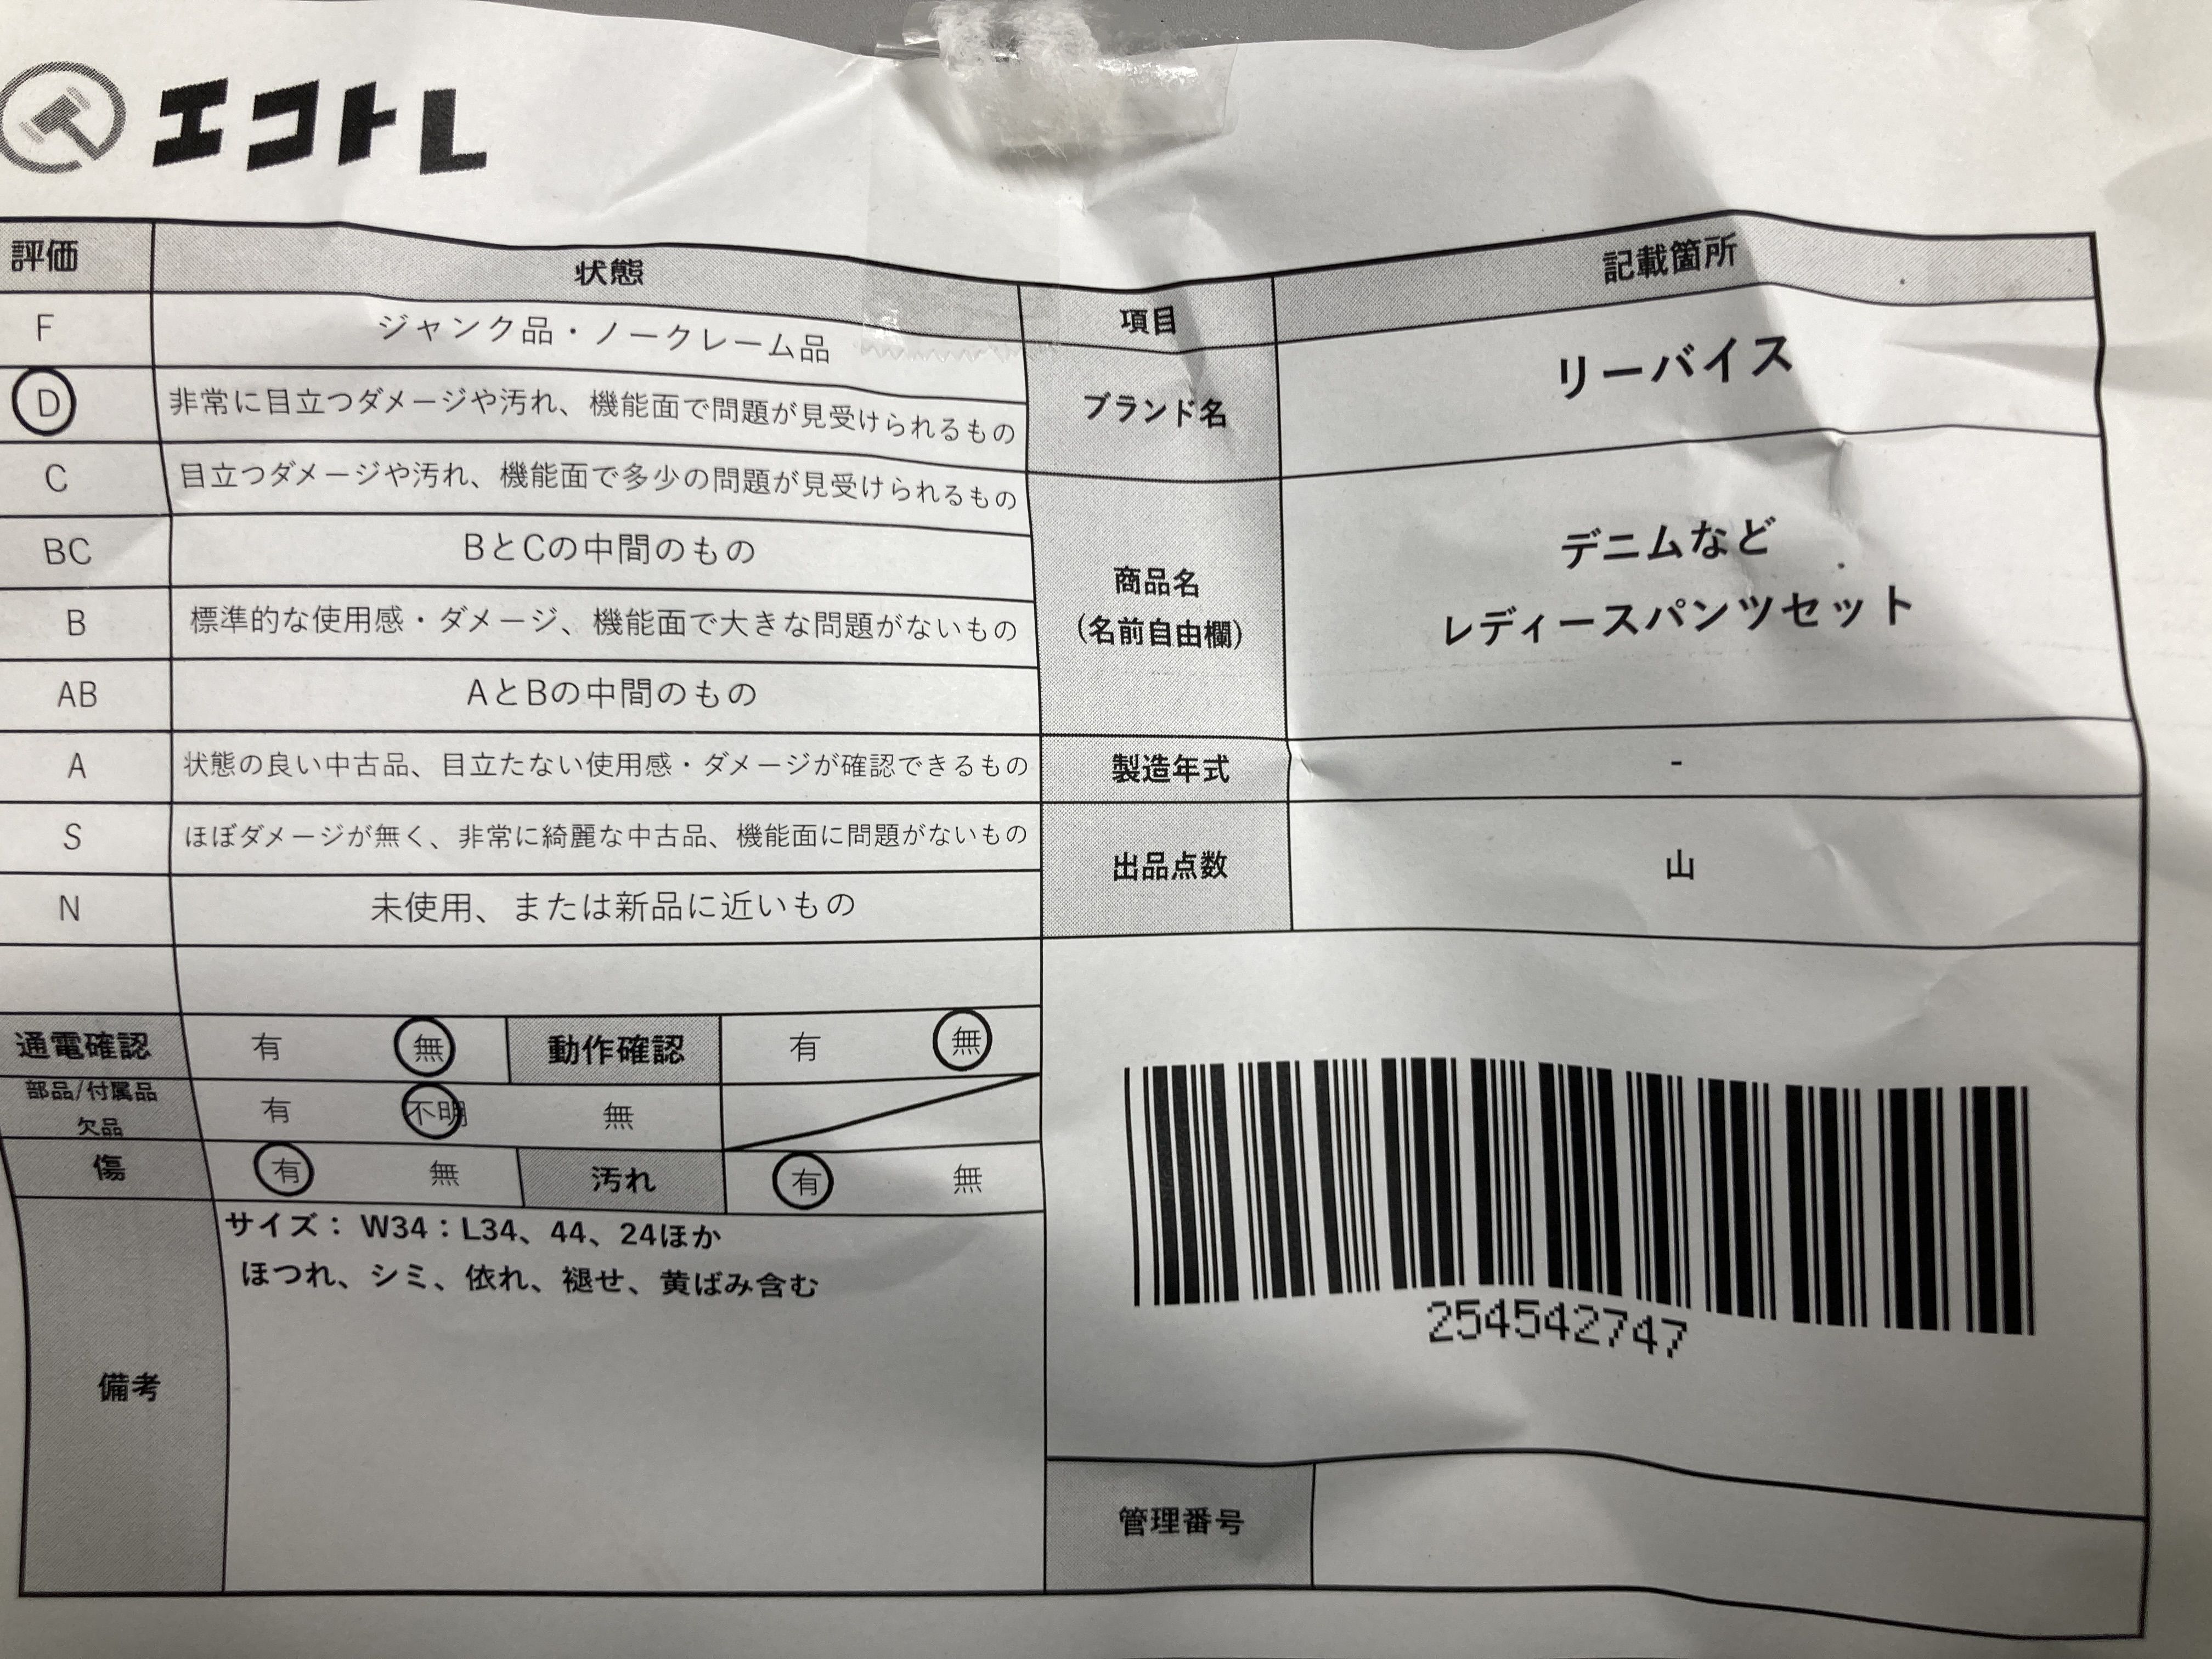 エコトレ
評価 状態
F ジャンク品・ノークレーム品
D 非常に目立つダメージや汚れ、機能面で問題が見受けられるもの
C 目立つダメージや汚れ、機能面で多少の問題が見受けられるもの
BC BとCの中間のもの
B 標準的な使用感・ダメージ、機能面で大きな問題がないもの
AB AとBの中間のもの
A 状態の良い中古品、目立たない使用感・ダメージが確認できるもの
S ほぼダメージが無く、非常に綺麗な中古品、機能面に問題がないもの
N 未使用、または新品に近いもの
通電確認 有 無 動作確認 有 無
部品/付属品
欠品
有 不明 無
傷 有 無 汚れ 有 無
備考
サイズ： W34：L34、44、24ほか
ほつれ、シミ、依れ、褪せ、黄ばみ含む
項目 記載箇所
ブランド名 リーバイス
商品名
(名前自由欄)
デニムなど
レディースパンツセット
製造年式 -
出品点数 山
254542747
管理番号